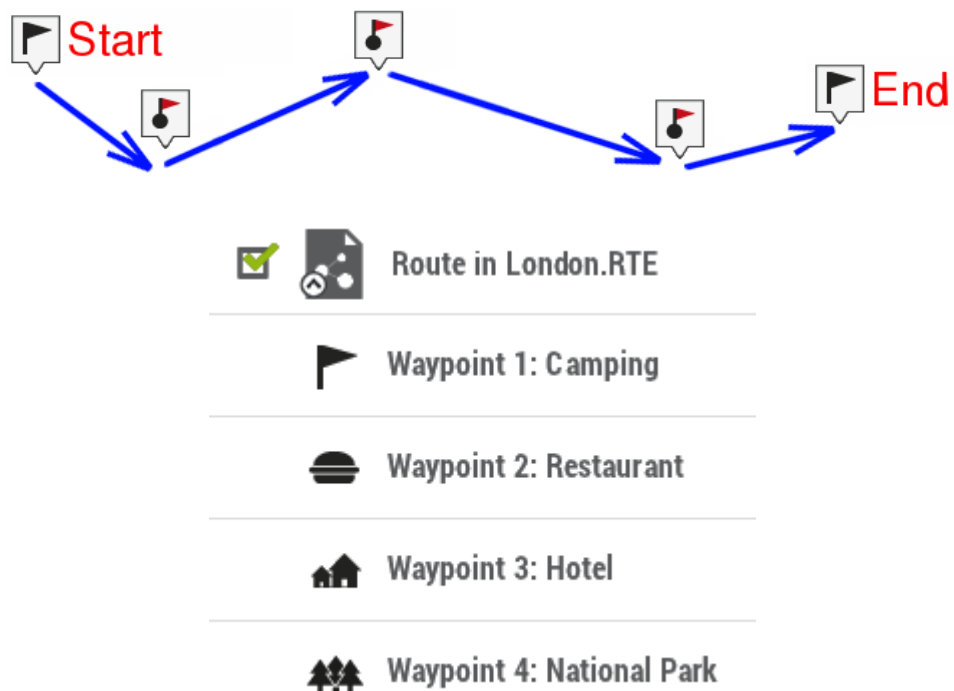 Start
End
Route in London.RTE
Waypoint 1: Camping
Waypoint 2: Restaurant
Waypoint 3: Hotel
Waypoint 4: National Park